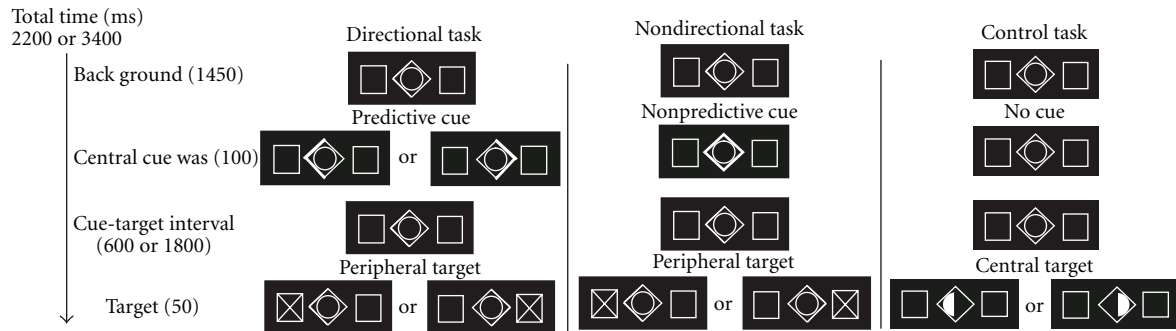 Total time (ms)
2200 or 3400
Directional task
Nondirectional task
Control task
Back ground (1450)
Predictive cue
Nonpredictive cue
No cue
Central cue was (100)
or
Cue-target interval
(600 or 1800)
Peripheral target
Peripheral target
Central target
Target (50)
or
or
or